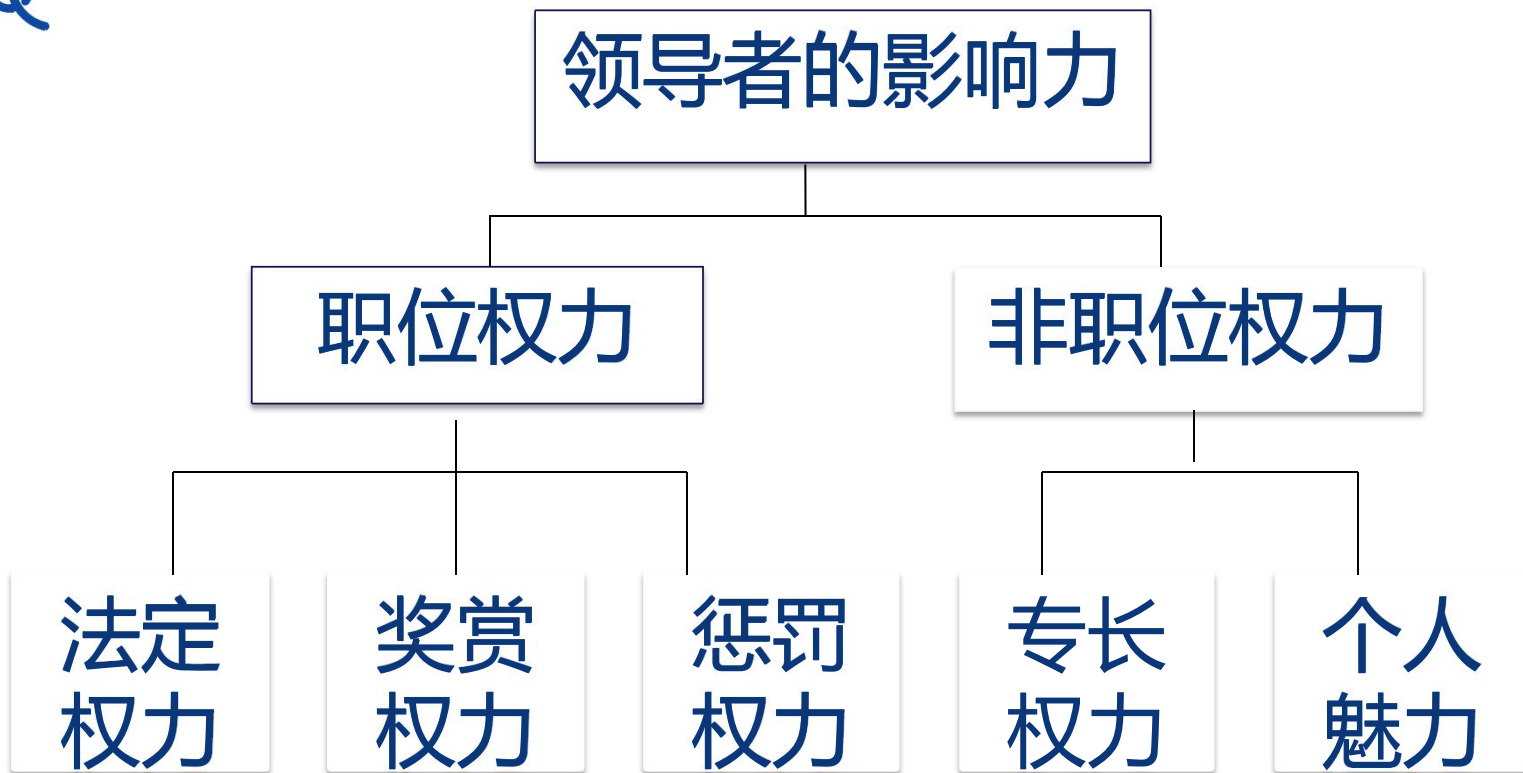 领导者的影响力
职位权力
非职位权力
法定
权力
奖赏
权力
惩罚
权力
专长
权力
个人
魅力